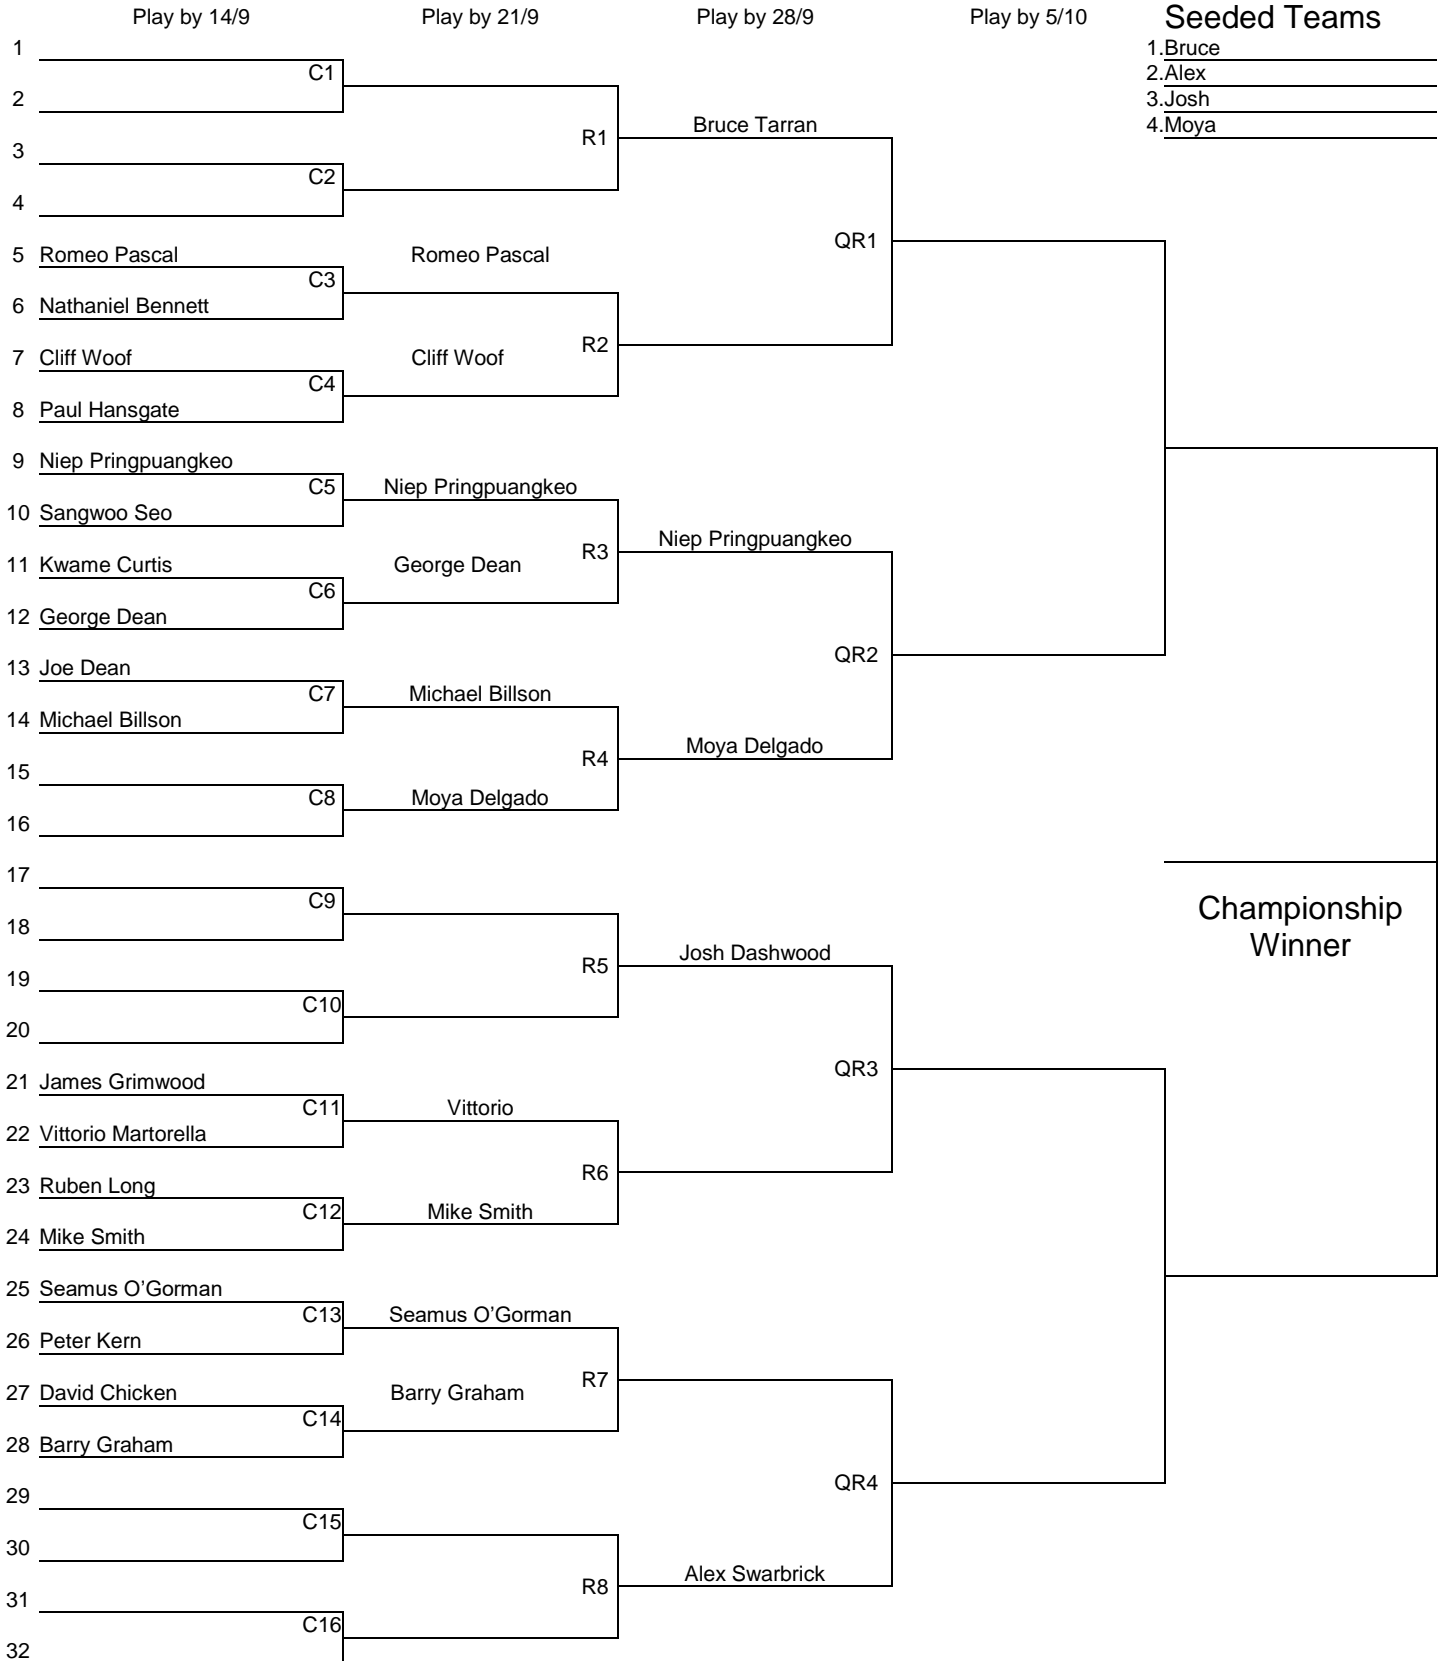 Play by 14/9 Play by 21/9 Play by 28/9 Play by 5/10 Seeded Teams
1 1.Bruce
C1 2.Alex
2 3.Josh
Bruce Tarran 4.Moya
R1
3
C2
4
QR1
5 Romeo Pascal Romeo Pascal
C3
6 Nathaniel Bennett
R2
7 Cliff Woof Cliff Woof
C4
8 Paul Hansgate
9 Niep Pringpuangkeo
C5 Niep Pringpuangkeo
10 Sangwoo Seo
Niep Pringpuangkeo
R3
11 Kwame Curtis George Dean
C6
12 George Dean
QR2
13 Joe Dean
C7 Michael Billson
14 Michael Billson
Moya Delgado
R4
15
C8 Moya Delgado
16
17
C9 Championship
18 Winner
Josh Dashwood
R5
19
C10
20
QR3
21 James Grimwood
C11 Vittorio
22 Vittorio Martorella
R6
23 Ruben Long
C12 Mike Smith
24 Mike Smith
25 Seamus O’Gorman
C13 Seamus O’Gorman
26 Peter Kern
R7
27 David Chicken Barry Graham
C14
28 Barry Graham
QR4
29
C15
30
Alex Swarbrick
R8
31
C16
32